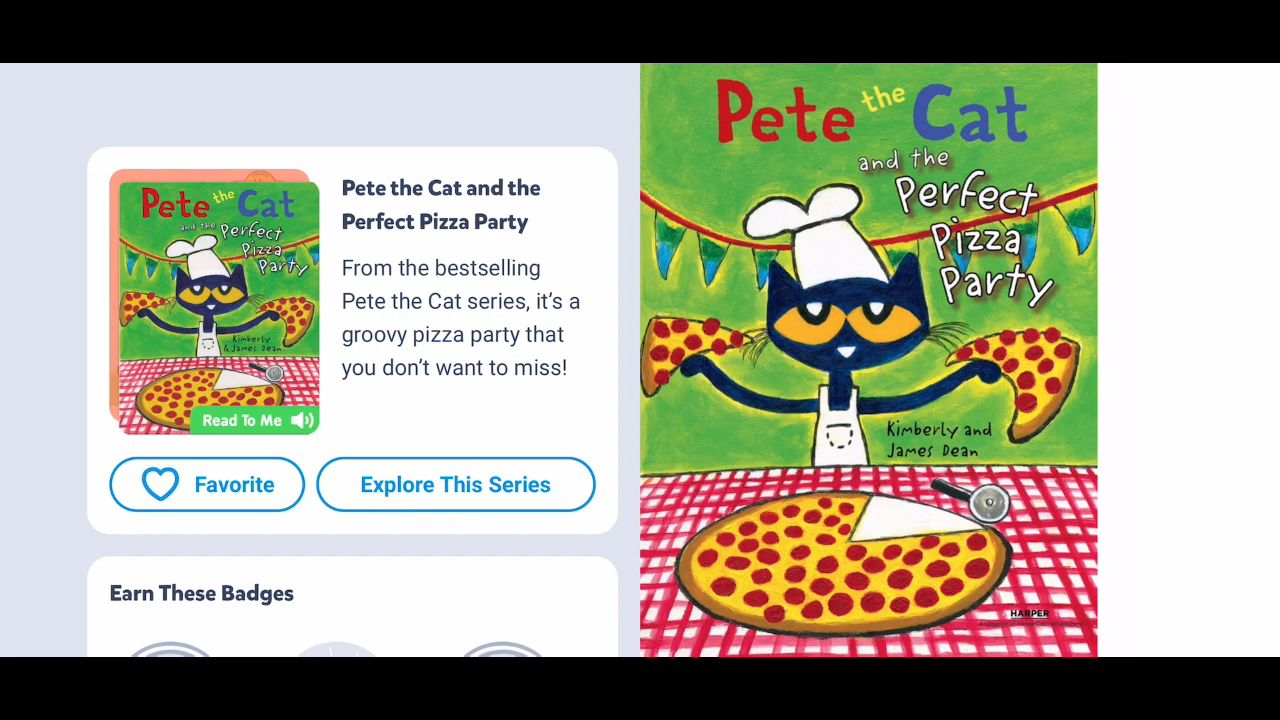 Pete the Cat
and the
Perfect
Pizza
Party
Kimberly
& James Dean
Read To Me
Pete the Cat and the
Perfect Pizza Party
From the bestselling
Pete the Cat series, it’s a
groovy pizza party that
you don’t want to miss!
Favorite
Explore This Series
Earn These Badges
Pete the Cat
and the
Perfect
Pizza
Party
Kimberly and
James Dean
HARPER